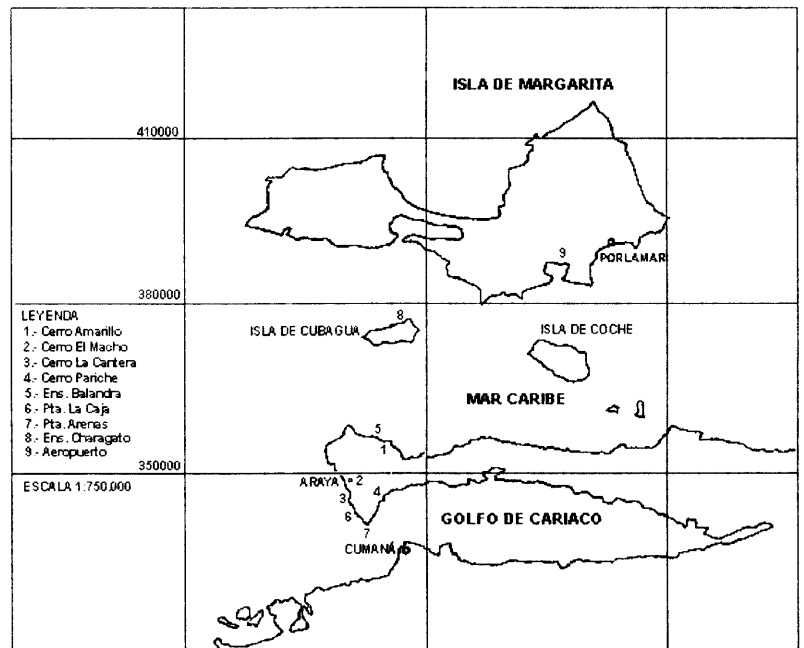 ISLA DE MARGARITA
410000
9
PORLAMAR
380000
LEYENDA
1.- Cerro Amarillo
2.- Cerro El Macho
3.- Cerro La Cantera
4.- Cerro Pariche
5.- Ens. Balandra
6.- Pta. La Caja
7.- Pta. Arenas
8.- Ens. Charagato
9.- Aeropuerto
ESCALA 1:750.000
8
ISLA DE CUBAGUA
ISLA DE COCHE
MAR CARIBE
5
1
350000
ARAYA 2
3
4
6
7
GOLFO DE CARIACO
CUMANÁ